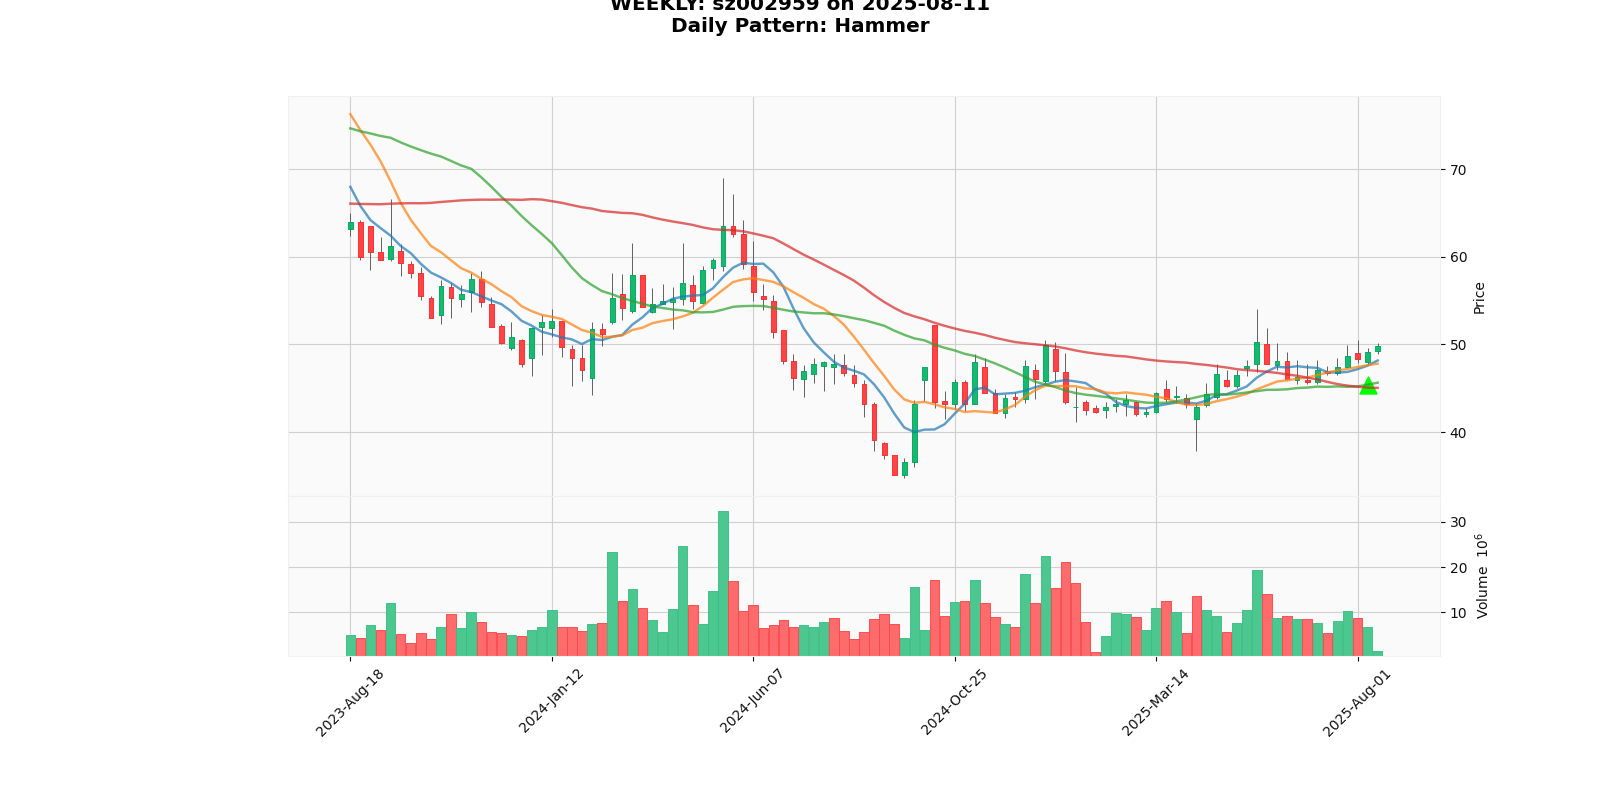 WEEKLY: sz002959 on 2025-08-11
Daily Pattern: Hammer
70
60
50
40
Price
30
20
10
Volume 10^6
2023-Aug-18
2024-Jan-12
2024-Jun-07
2024-Oct-25
2025-Mar-14
2025-Aug-01